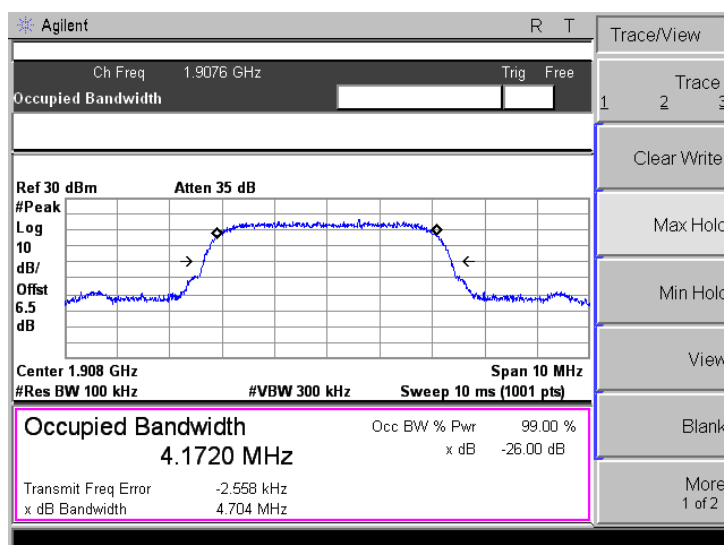 Agilent R T
Ch Freq 1.9076 GHz Trig Free
Occupied Bandwidth
Ref 30 dBm Atten 35 dB
#Peak
Log
10
dB/
Offst
6.5
dB
Center 1.908 GHz Span 10 MHz
#Res BW 100 kHz #VBW 300 kHz Sweep 10 ms (1001 pts)
Occupied Bandwidth Occ BW % Pwr 99.00 %
4.1720 MHz x dB -26.00 dB
Transmit Freq Error -2.558 kHz
x dB Bandwidth 4.704 MHz
Trace/View
Trace
1 2 3
Clear Write
Max Hold
Min Hold
View
Blank
More
1 of 2